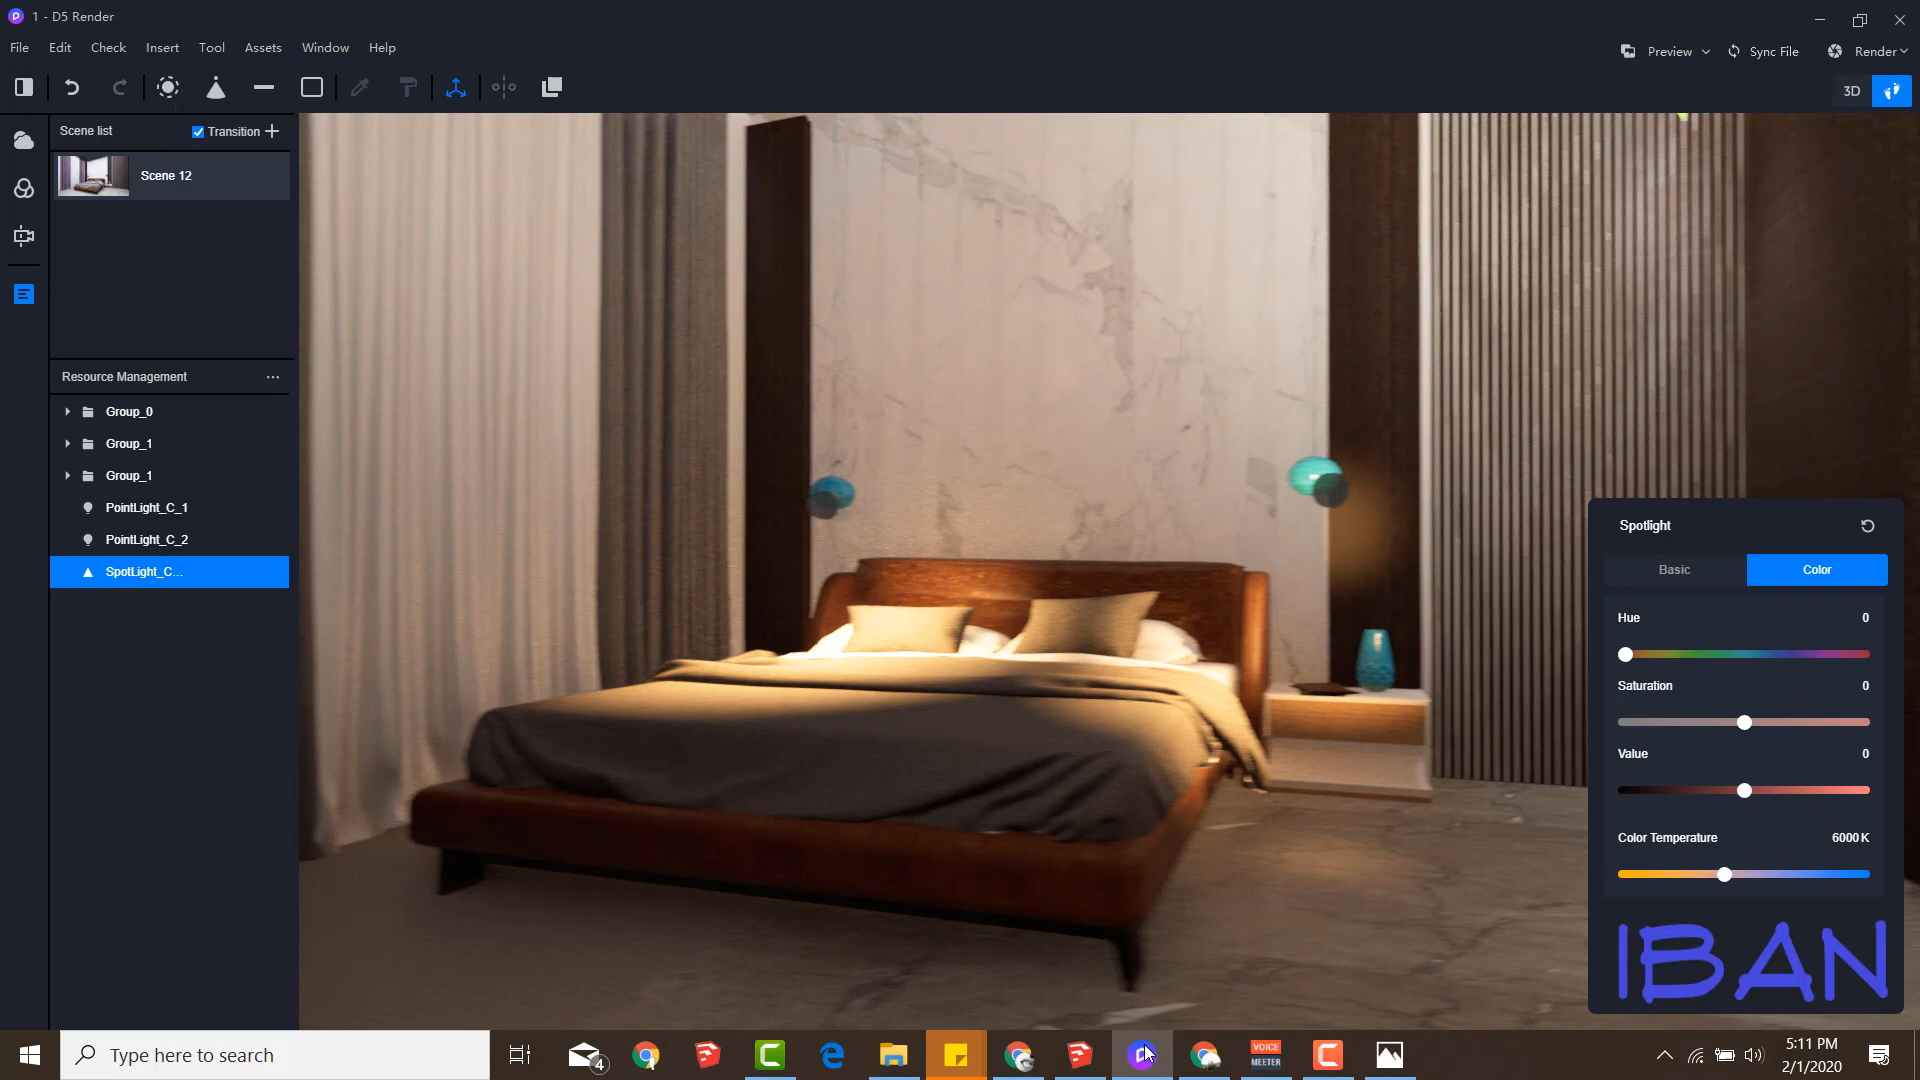 1 - D5 Render
File Edit Check Insert Tool Assets Window Help
Preview Sync File Render
3D
Scene list Transition
Scene 12
Resource Management
Group_0
Group_1
Group_1
PointLight_C_1
PointLight_C_2
SpotLight_C...
Spotlight
Basic Color
Hue 0
Saturation 0
Value 0
Color Temperature 6000 K
IBAN
Type here to search
4
VOICE
MEETER
5:11 PM
2/1/2020